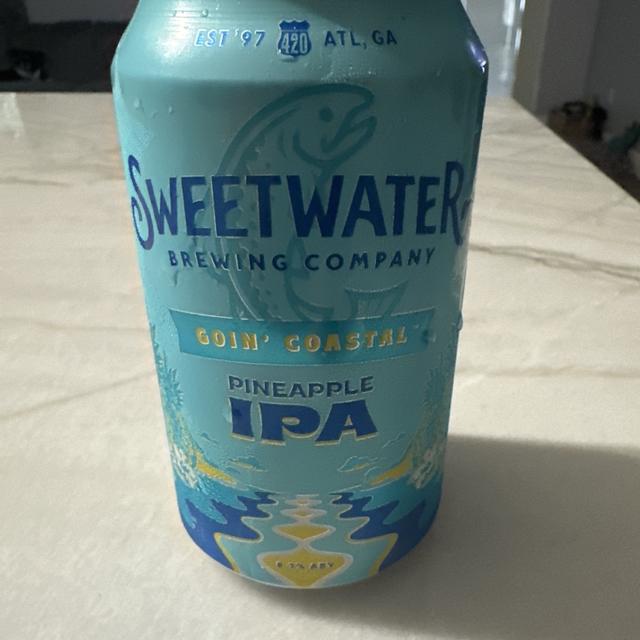 EST '97 420 ATL, GA
SWEETWATER
BREWING COMPANY
GOIN' COASTAL
PINEAPPLE
IPA